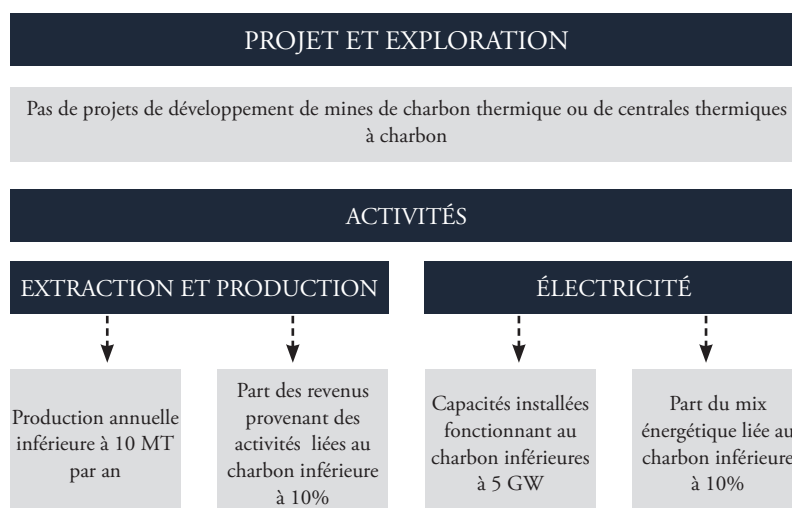 PROJET ET EXPLORATION
Pas de projets de développement de mines de charbon thermique ou de centrales thermiques
à charbon
ACTIVITÉS
EXTRACTION ET PRODUCTION
ÉLECTRICITÉ
Production annuelle
inférieure à 10 MT
par an
Part des revenus
provenant des
activités liées au
charbon inférieure
à 10%
Capacités installées
fonctionnant au
charbon inférieures
à 5 GW
Part du mix
énergétique liée au
charbon inférieure
à 10%